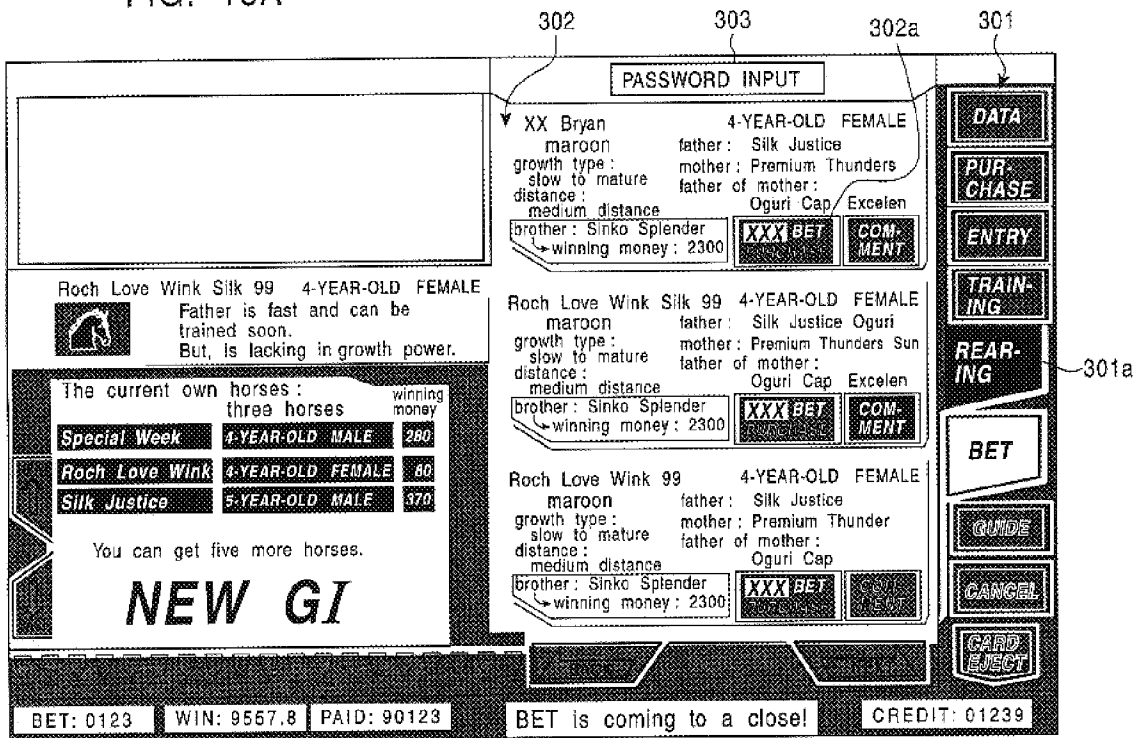 302
303
302a
301
PASSWORD INPUT
XX Bryan 4-YEAR-OLD FEMALE
maroon father : Silk Justice
growth type : mother : Premium Thunders
slow to mature father of mother :
distance : Oguri Cap Excelen
medium distance
brother : Sinko Splender
winning money : 2300
XXX BET
COM-
MENT
Roch Love Wink Silk 99 4-YEAR-OLD FEMALE
maroon father : Silk Justice Oguri
growth type : mother : Premium Thunders Sun
slow to mature father of mother :
distance : Oguri Cap Excelen
medium distance
brother : Sinko Splender
winning money : 2300
XXX BET
COM-
MENT
Roch Love Wink 99 4-YEAR-OLD FEMALE
maroon father : Silk Justice
growth type : mother : Premium Thunder
slow to mature father of mother :
distance : Oguri Cap
medium distance
brother : Sinko Splender
winning money : 2300
XXX BET
COM-
MENT
Roch Love Wink Silk 99 4-YEAR-OLD FEMALE
Father is fast and can be
trained soon.
But, is lacking in growth power.
The current own horses :
three horses
winning
money
Special Week 4-YEAR-OLD MALE 280
Roch Love Wink 4-YEAR-OLD FEMALE 80
Silk Justice 5-YEAR-OLD MALE 370
You can get five more horses.
NEW GI
DATA
PUR-
CHASE
ENTRY
TRAIN-
ING
REAR-
ING
301a
BET
GUIDE
CANCEL
CARD
EJECT
BET: 0123 WIN: 9557.8 PAID: 90123 BET is coming to a close! CREDIT: 01239